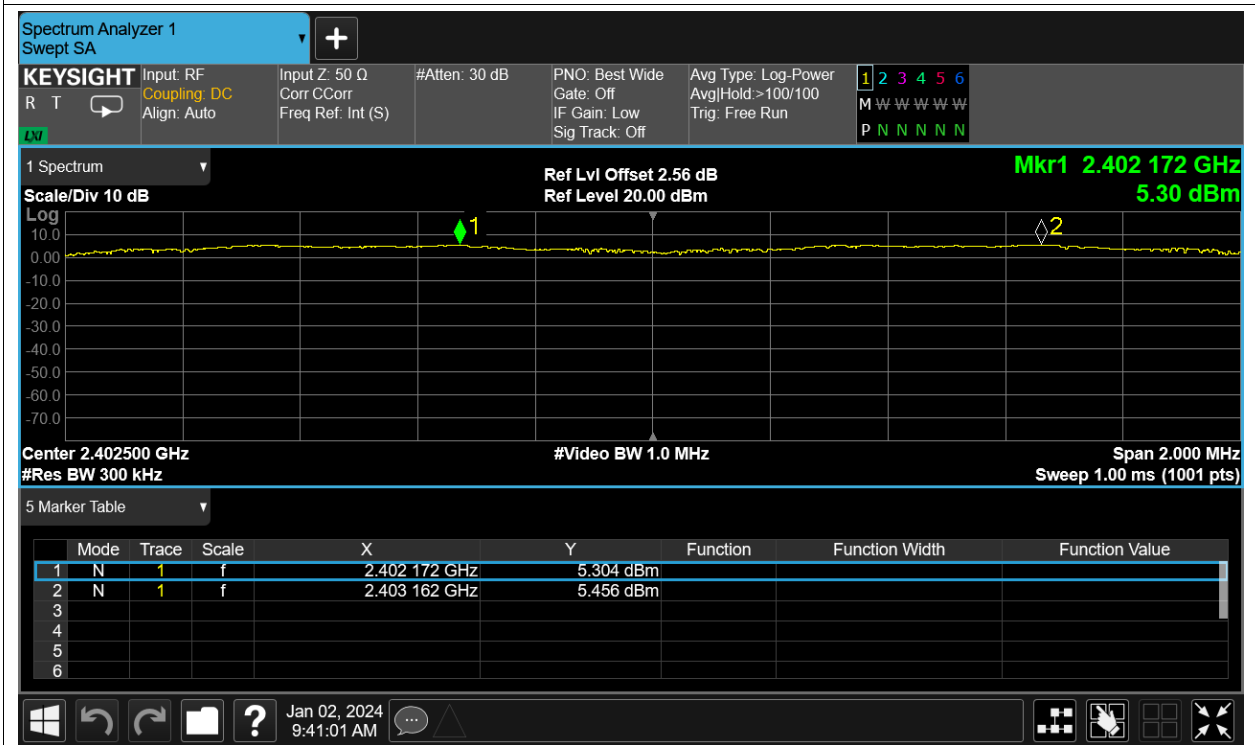 Spectrum Analyzer 1
Swept SA
+
KEYSIGHT Input: RF Input Z: 50 Ω #Atten: 30 dB PNO: Best Wide Avg Type: Log-Power 1 2 3 4 5 6
R T Coupling: DC Corr CCorr Gate: Off Avg|Hold:>100/100 M W W W W W
Align: Auto Freq Ref: Int (S) IF Gain: Low Trig: Free Run
LXI Sig Track: Off P N N N N N
1 Spectrum Ref Lvl Offset 2.56 dB Mkr1 2.402 172 GHz
Scale/Div 10 dB Ref Level 20.00 dBm 5.30 dBm
Log
1 2
10.0
0.00
-10.0
-20.0
-30.0
-40.0
-50.0
-60.0
-70.0
Center 2.402500 GHz #Video BW 1.0 MHz Span 2.000 MHz
#Res BW 300 kHz Sweep 1.00 ms (1001 pts)
5 Marker Table
Mode Trace Scale X Y Function Function Width Function Value
1 N 1 f 2.402 172 GHz 5.304 dBm
2 N 1 f 2.403 162 GHz 5.456 dBm
3
4
5
6
? Jan 02, 2024
9:41:01 AM